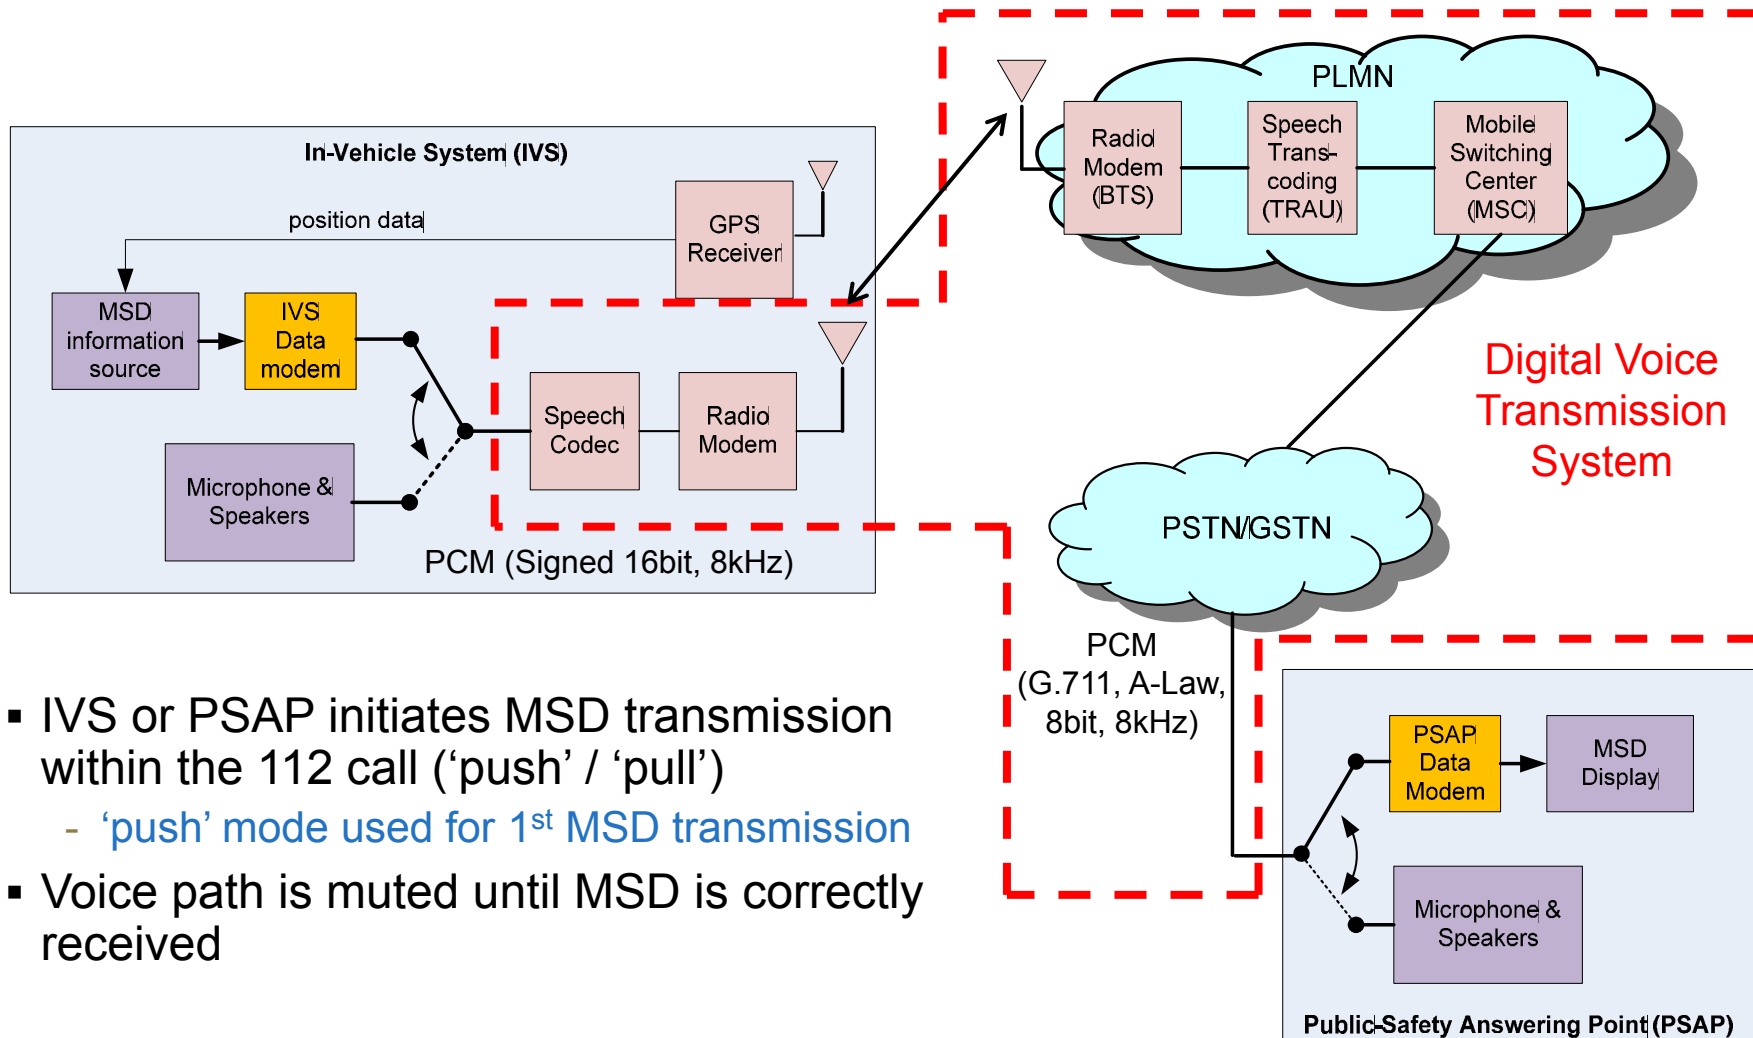 PLMN
Radio
Modem
(BTS)
Speech
Trans-
coding
(TRAU)
Mobile
Switching
Center
(MSC)
In-Vehicle System (IVS)
position data
GPS
Receiver
MSD
information
source
IVS
Data
modem
Speech
Codec
Radio
Modem
Microphone &
Speakers
PCM (Signed 16bit, 8kHz)
Digital Voice
Transmission
System
PSTN/GSTN
PCM
(G.711, A-Law,
8bit, 8kHz)
▪ IVS or PSAP initiates MSD transmission
within the 112 call (‘push’ / ‘pull’)
- ‘push’ mode used for 1st MSD transmission
▪ Voice path is muted until MSD is correctly
received
PSAP
Data
Modem
MSD
Display
Microphone &
Speakers
Public-Safety Answering Point (PSAP)